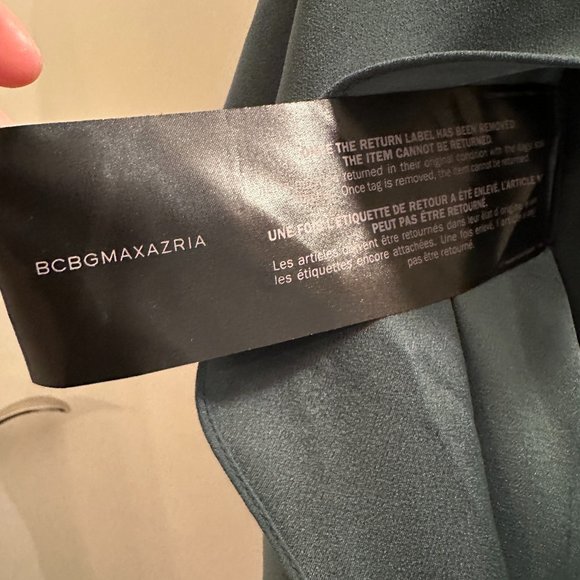 BCBGMAXAZRIA
THE RETURN LABEL HAS BEEN REMOVED
THE ITEM CANNOT BE RETURNED.
returned in their original condition with the
Once tag is removed, the item cannot be returned.
UNE FOIS L'ÉTIQUETTE DE RETOUR A ÉTÉ ENLEVÉ, L'ARTICLE
PEUT PAS ÊTRE RETOURNÉ.
Les articles doivent être retournés dans leur état d'origine
les étiquettes encore attachées. Une fois enlevé, l
pas être retourné.